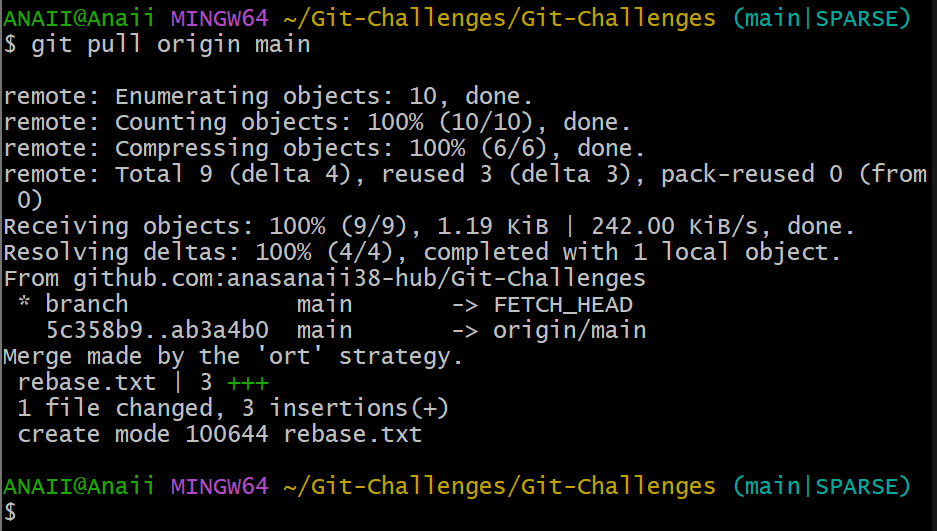 ANAII@Anaii MINGW64 ~/Git-Challenges/Git-Challenges (main|SPARSE)
$ git pull origin main
remote: Enumerating objects: 10, done.
remote: Counting objects: 100% (10/10), done.
remote: Compressing objects: 100% (6/6), done.
remote: Total 9 (delta 4), reused 3 (delta 3), pack-reused 0 (from
 0)
Receiving objects: 100% (9/9), 1.19 KiB | 242.00 KiB/s, done.
Resolving deltas: 100% (4/4), completed with 1 local object.
From github.com:anasanaii38-hub/Git-Challenges
 * branch            main       -> FETCH_HEAD
   5c358b9..ab3a4b0  main       -> origin/main
Merge made by the 'ort' strategy.
 rebase.txt | 3 +++
 1 file changed, 3 insertions(+)
 create mode 100644 rebase.txt
ANAII@Anaii MINGW64 ~/Git-Challenges/Git-Challenges (main|SPARSE)
$